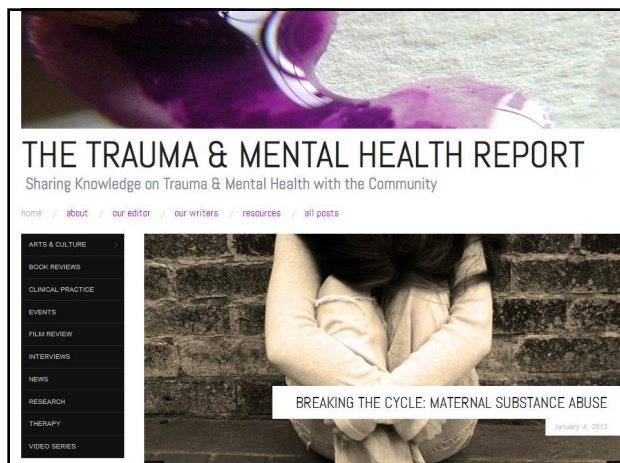 THE TRAUMA & MENTAL HEALTH REPORT
Sharing Knowledge on Trauma & Mental Health with the Community
home / about / our editor / our writers / resources / all posts
ARTS & CULTURE
BOOK REVIEWS
CLINICAL PRACTICE
EVENTS
FILM REVIEW
INTERVIEWS
NEWS
RESEARCH
THERAPY
VIDEO SERIES
BREAKING THE CYCLE: MATERNAL SUBSTANCE ABUSE
January 4, 2013